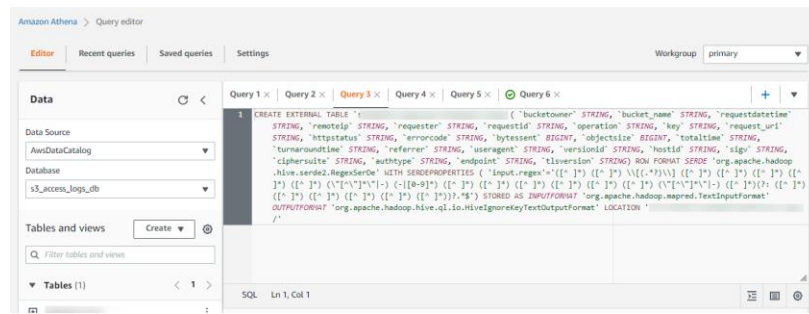 Amazon Athena > Query editor
Editor Recent queries Saved queries Settings Workgroup primary
Data
Data Source
AwsDataCatalog
Database
s3_access_logs_db
Tables and views Create
Filter tables and views
Tables (1) < 1 >
Query 1 × Query 2 × Query 3 × Query 4 × Query 5 × Query 6 ×
1 CREATE EXTERNAL TABLE ` ( `bucketowner` STRING, `bucket_name` STRING, `requestdatetime`
STRING, `remoteip` STRING, `requester` STRING, `requestid` STRING, `operation` STRING, `key` STRING, `request_uri`
STRING, `httpstatus` STRING, `errorcode` STRING, `bytessent` BIGINT, `objectsize` BIGINT, `totaltime` STRING,
`turnaroundtime` STRING, `referrer` STRING, `useragent` STRING, `versionid` STRING, `hostid` STRING, `sigv` STRING,
`ciphersuite` STRING, `authtype` STRING, `endpoint` STRING, `tlsversion` STRING) ROW FORMAT SERDE 'org.apache.hadoop
.hive.serde2.RegexSerDe' WITH SERDEPROPERTIES ( 'input.regex'='([^ ]*) ([^ ]*) \\[(.*?)\\] ([^ ]*) ([^ ]*) ([^ ]*) ([^
]*) ([^ ]*) (\"[^\"]*\"|-) (-|[0-9]*) ([^ ]*) ([^ ]*) ([^ ]*) ([^ ]*) ([^ ]*) ([^ ]*) (\"[^\"]*\"|-) ([^ ]*)(?: ([^ ]*)
([^ ]*) ([^ ]*) ([^ ]*) ([^ ]*) ([^ ]*))?.*$') STORED AS INPUTFORMAT 'org.apache.hadoop.mapred.TextInputFormat'
OUTPUTFORMAT 'org.apache.hadoop.hive.ql.io.HiveIgnoreKeyTextOutputFormat' LOCATION '
/'
SQL Ln 1, Col 1